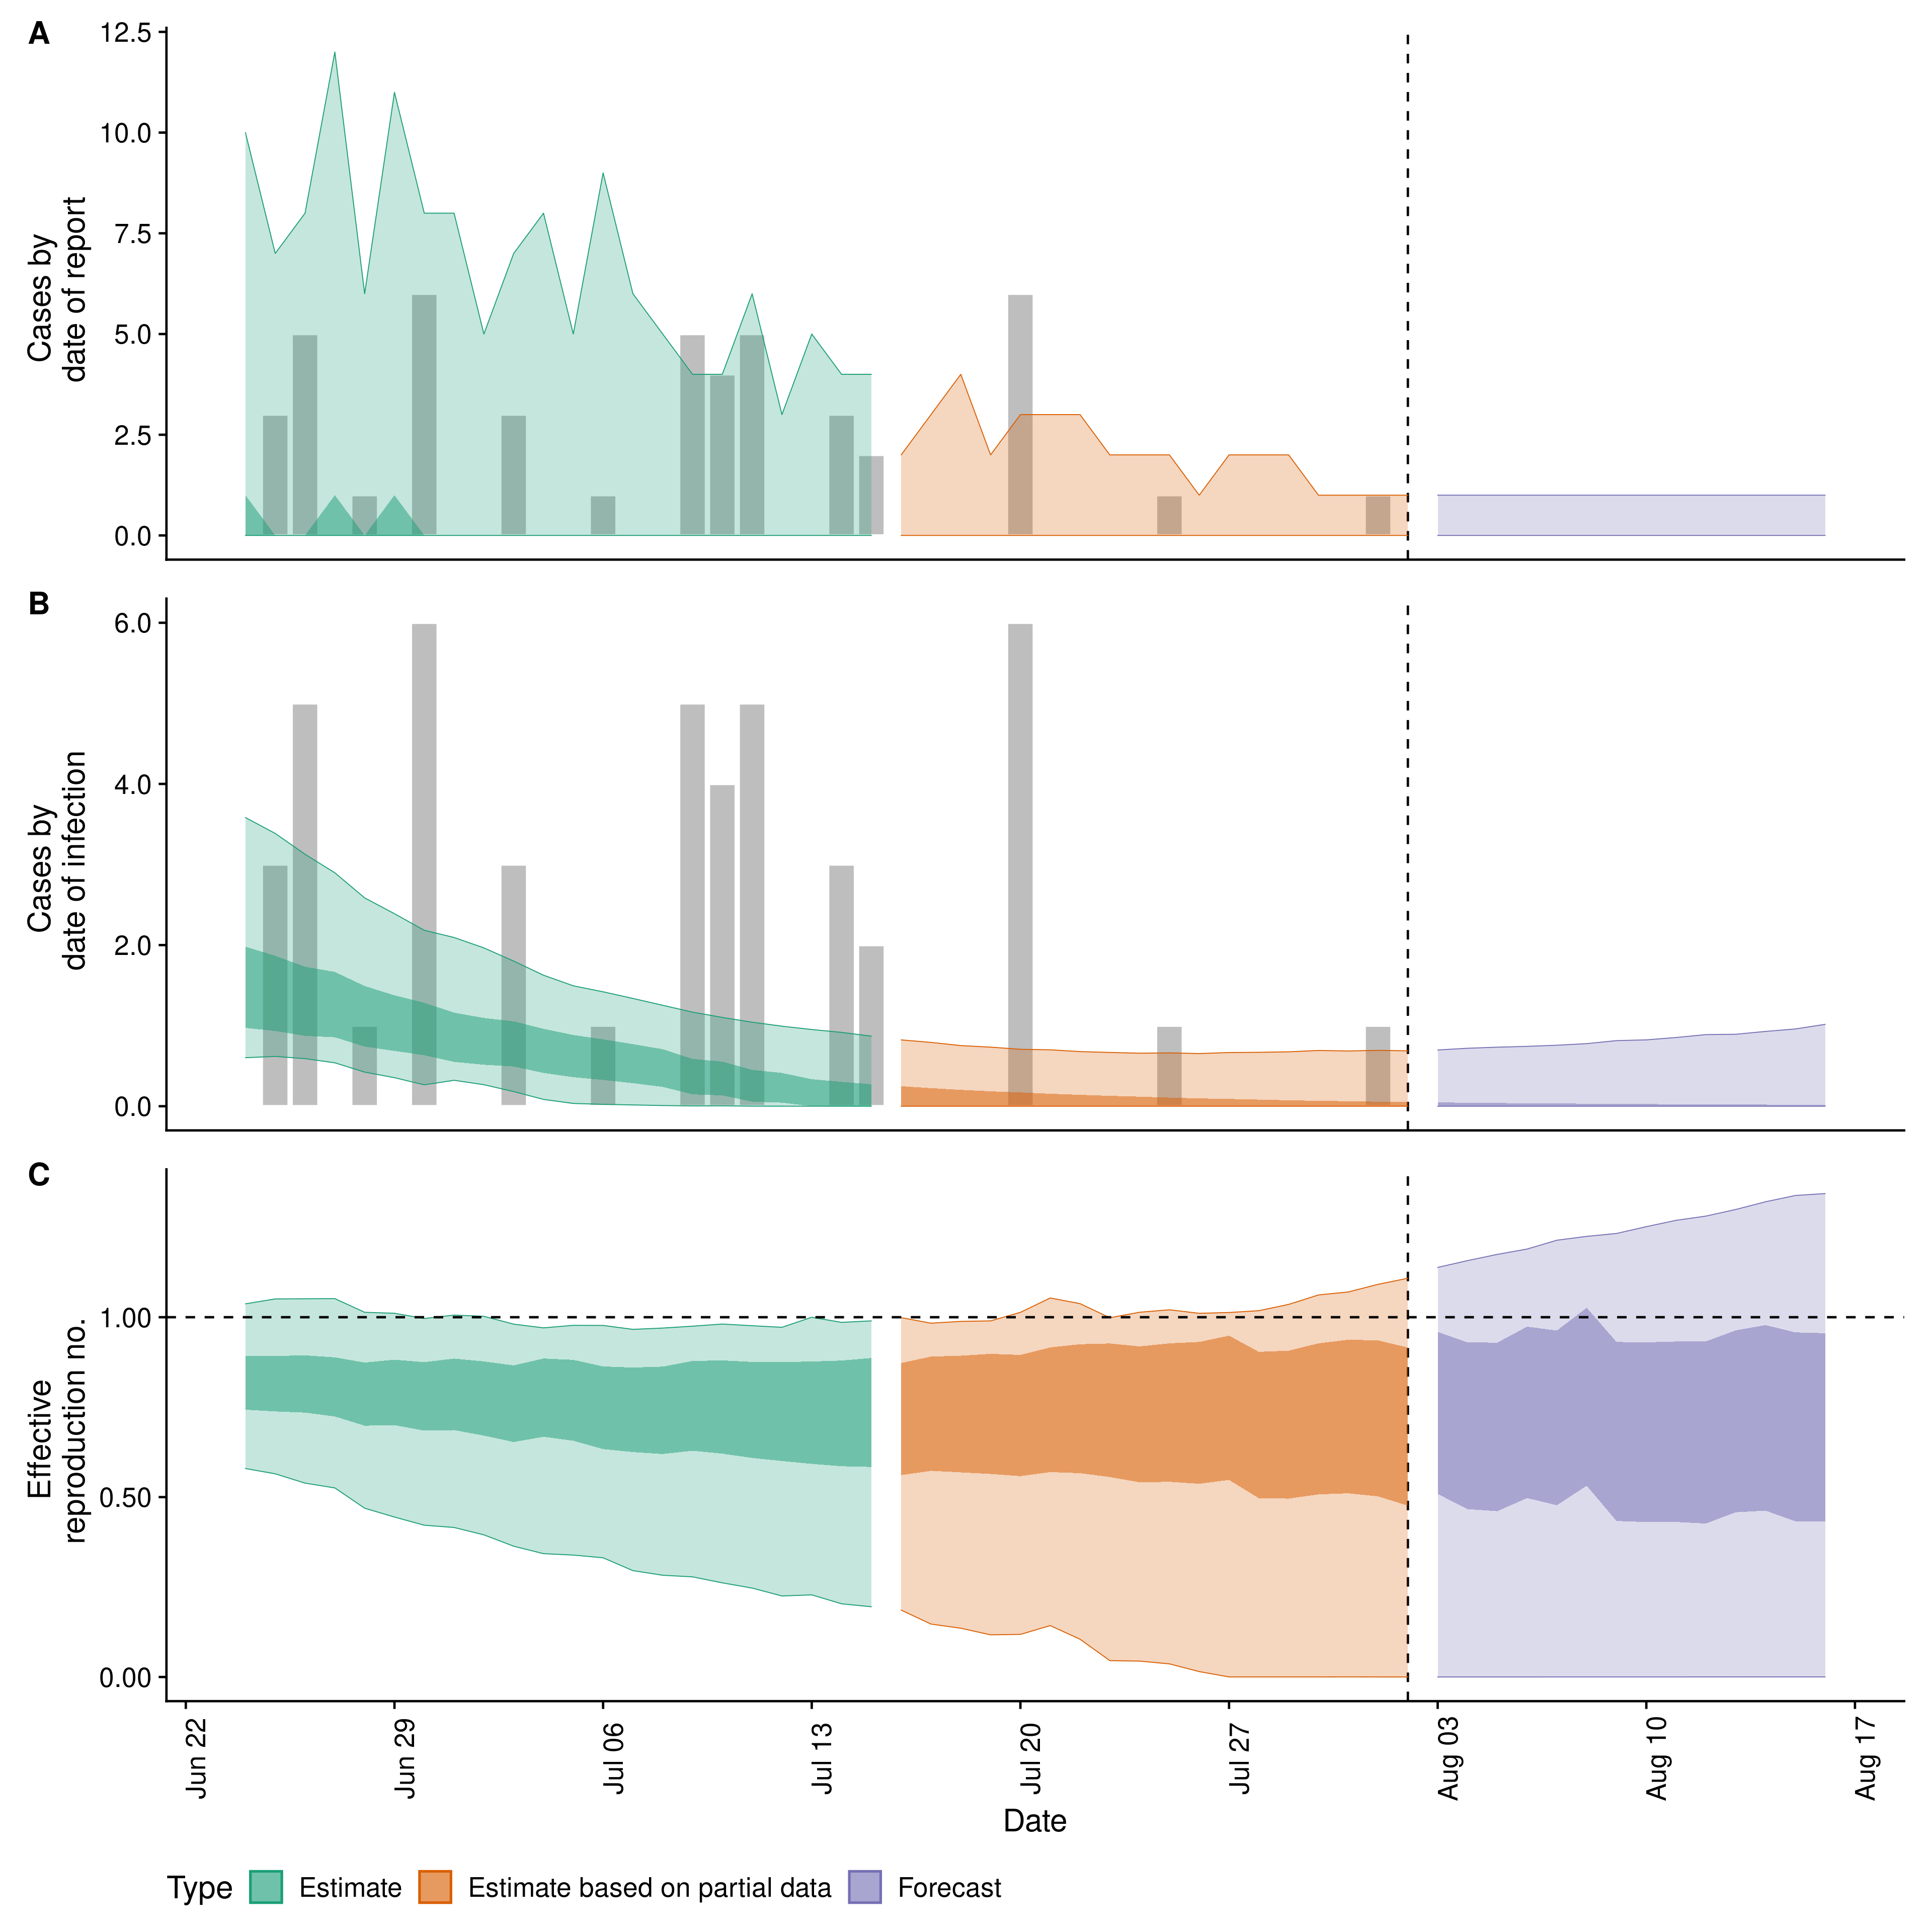 A
Cases by
date of report
12.5
10.0
7.5
5.0
2.5
0.0
B
Cases by
date of infection
6.0
4.0
2.0
0.0
C
Effective
reproduction no.
1.00
0.50
0.00
Jun 22
Jun 29
Jul 06
Jul 13
Jul 20
Jul 27
Aug 03
Aug 10
Aug 17
Date
Type Estimate Estimate based on partial data Forecast